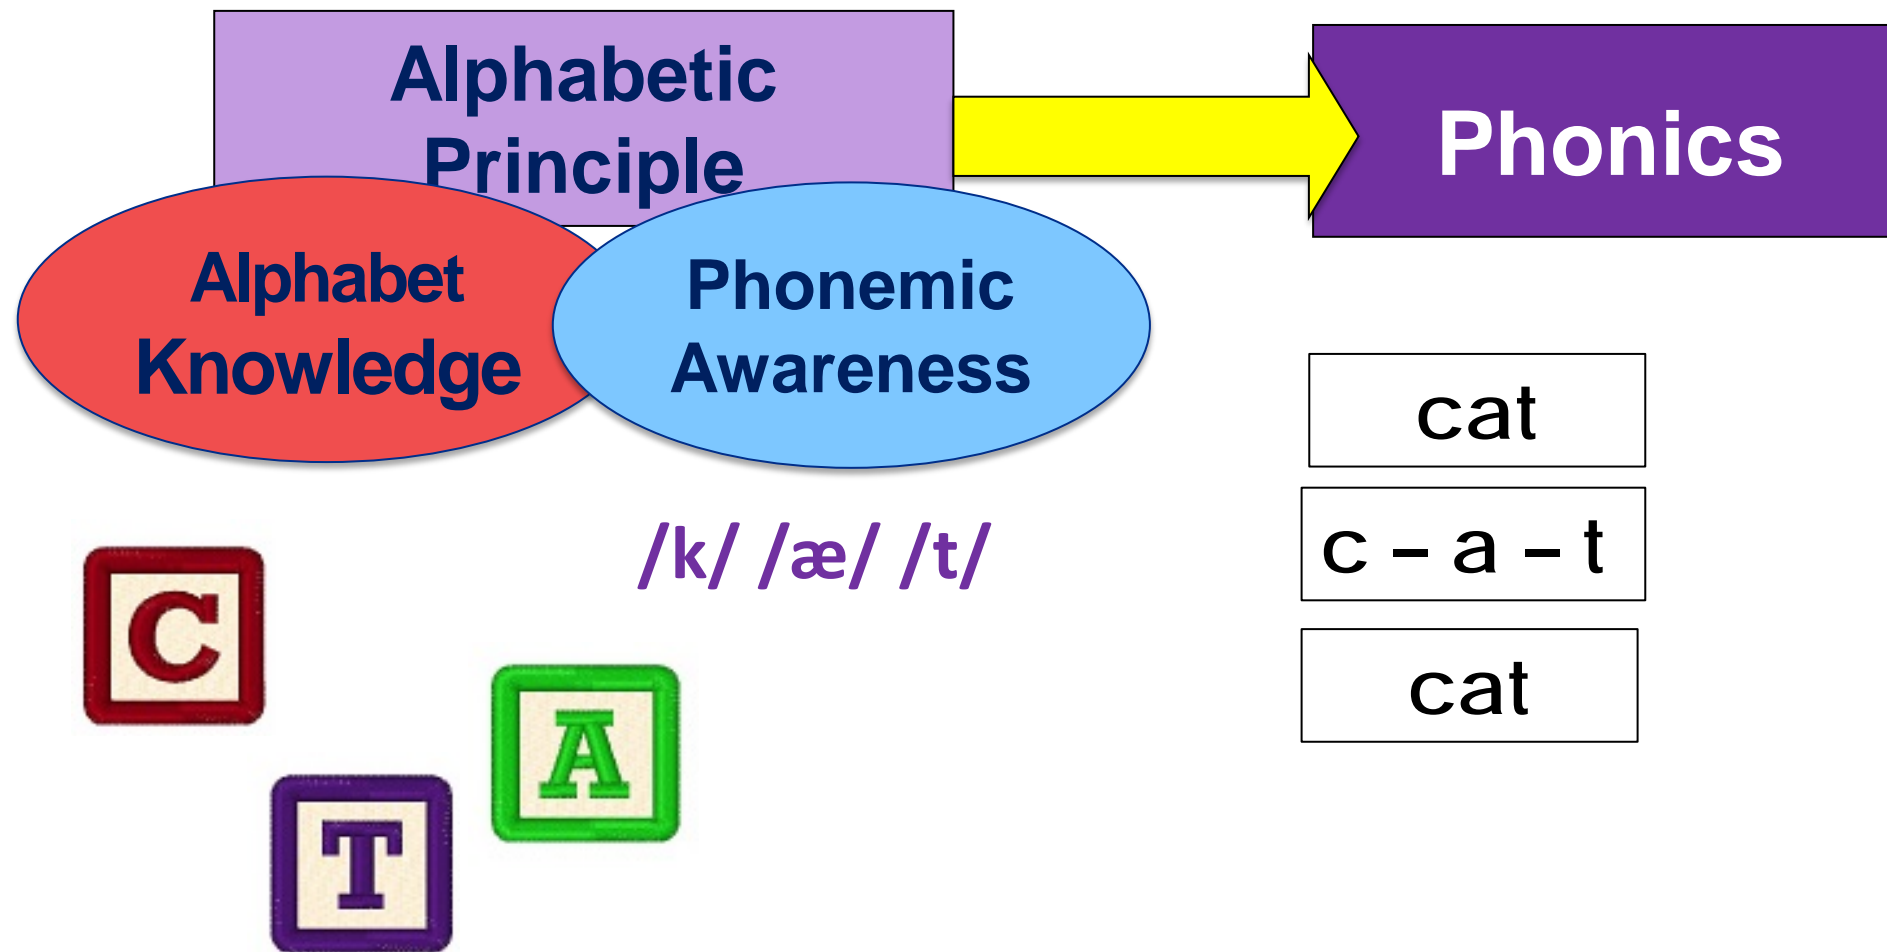 Alphabetic
Principle
Phonics
Alphabet
Knowledge
Phonemic
Awareness
cat
/k/ /æ/ /t/
c – a – t
cat
C
A
T